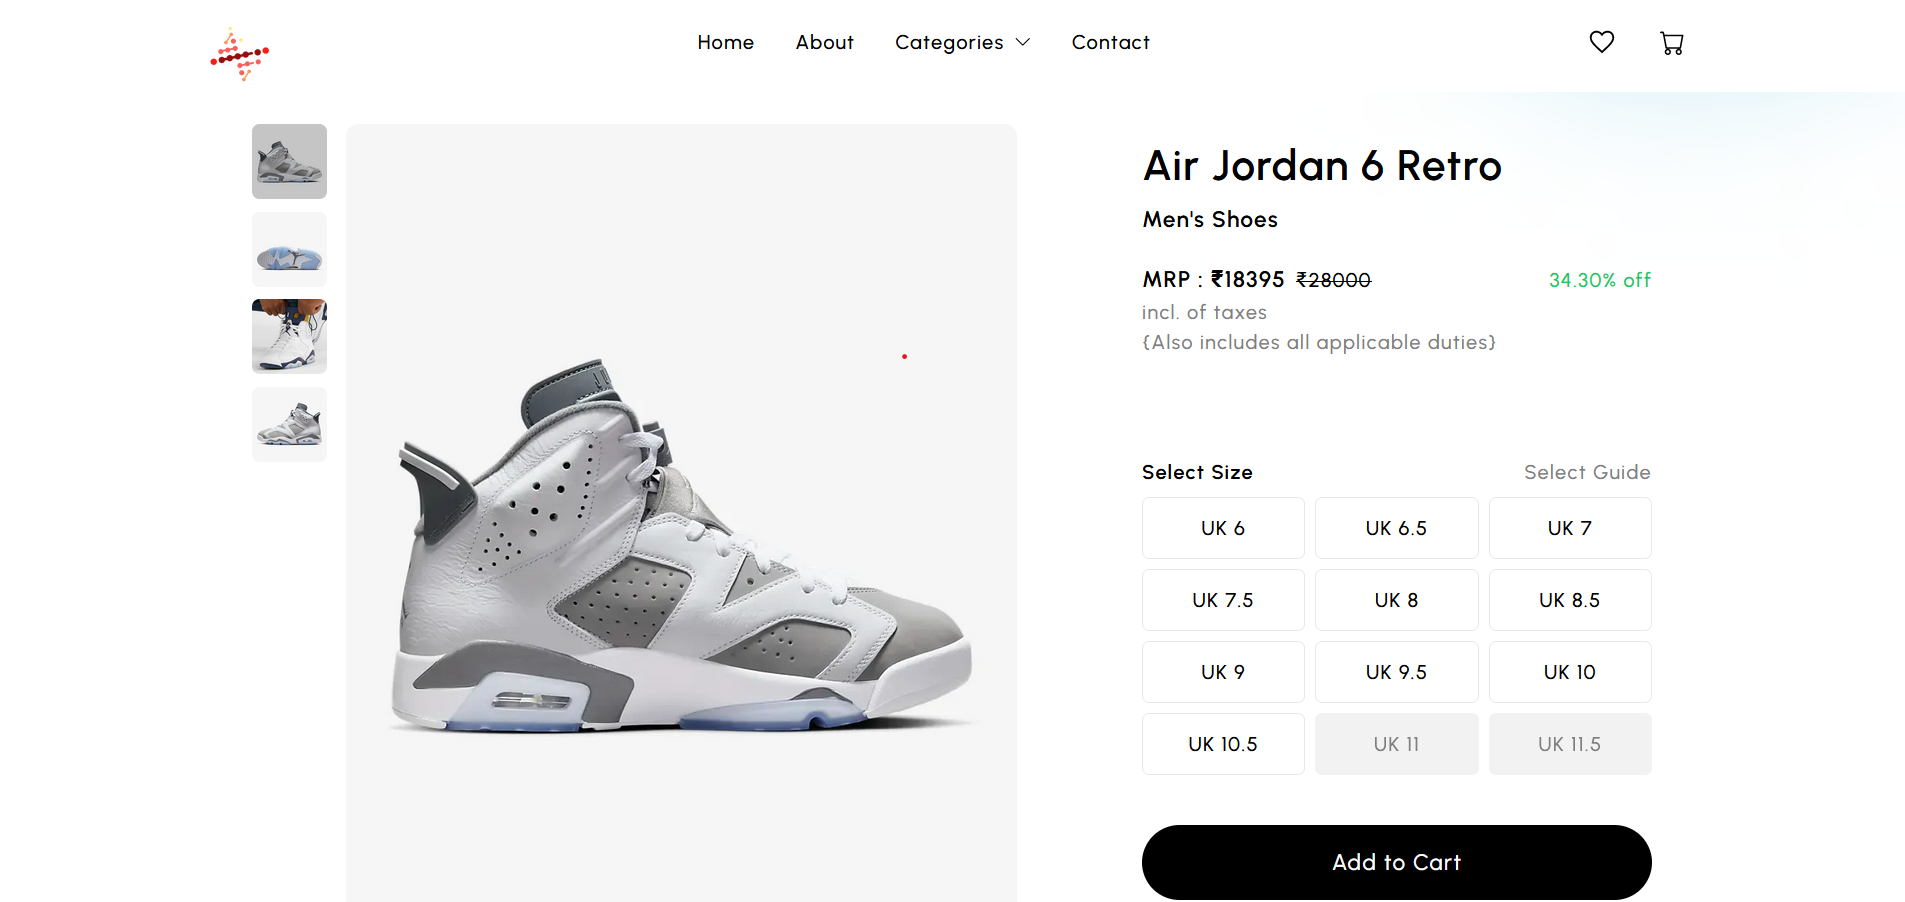 Home About Categories Contact
Air Jordan 6 Retro
Men's Shoes
MRP : ₹18395 ₹28000 34.30% off
incl. of taxes
{Also includes all applicable duties}
Select Size Select Guide
UK 6 UK 6.5 UK 7
UK 7.5 UK 8 UK 8.5
UK 9 UK 9.5 UK 10
UK 10.5 UK 11 UK 11.5
Add to Cart